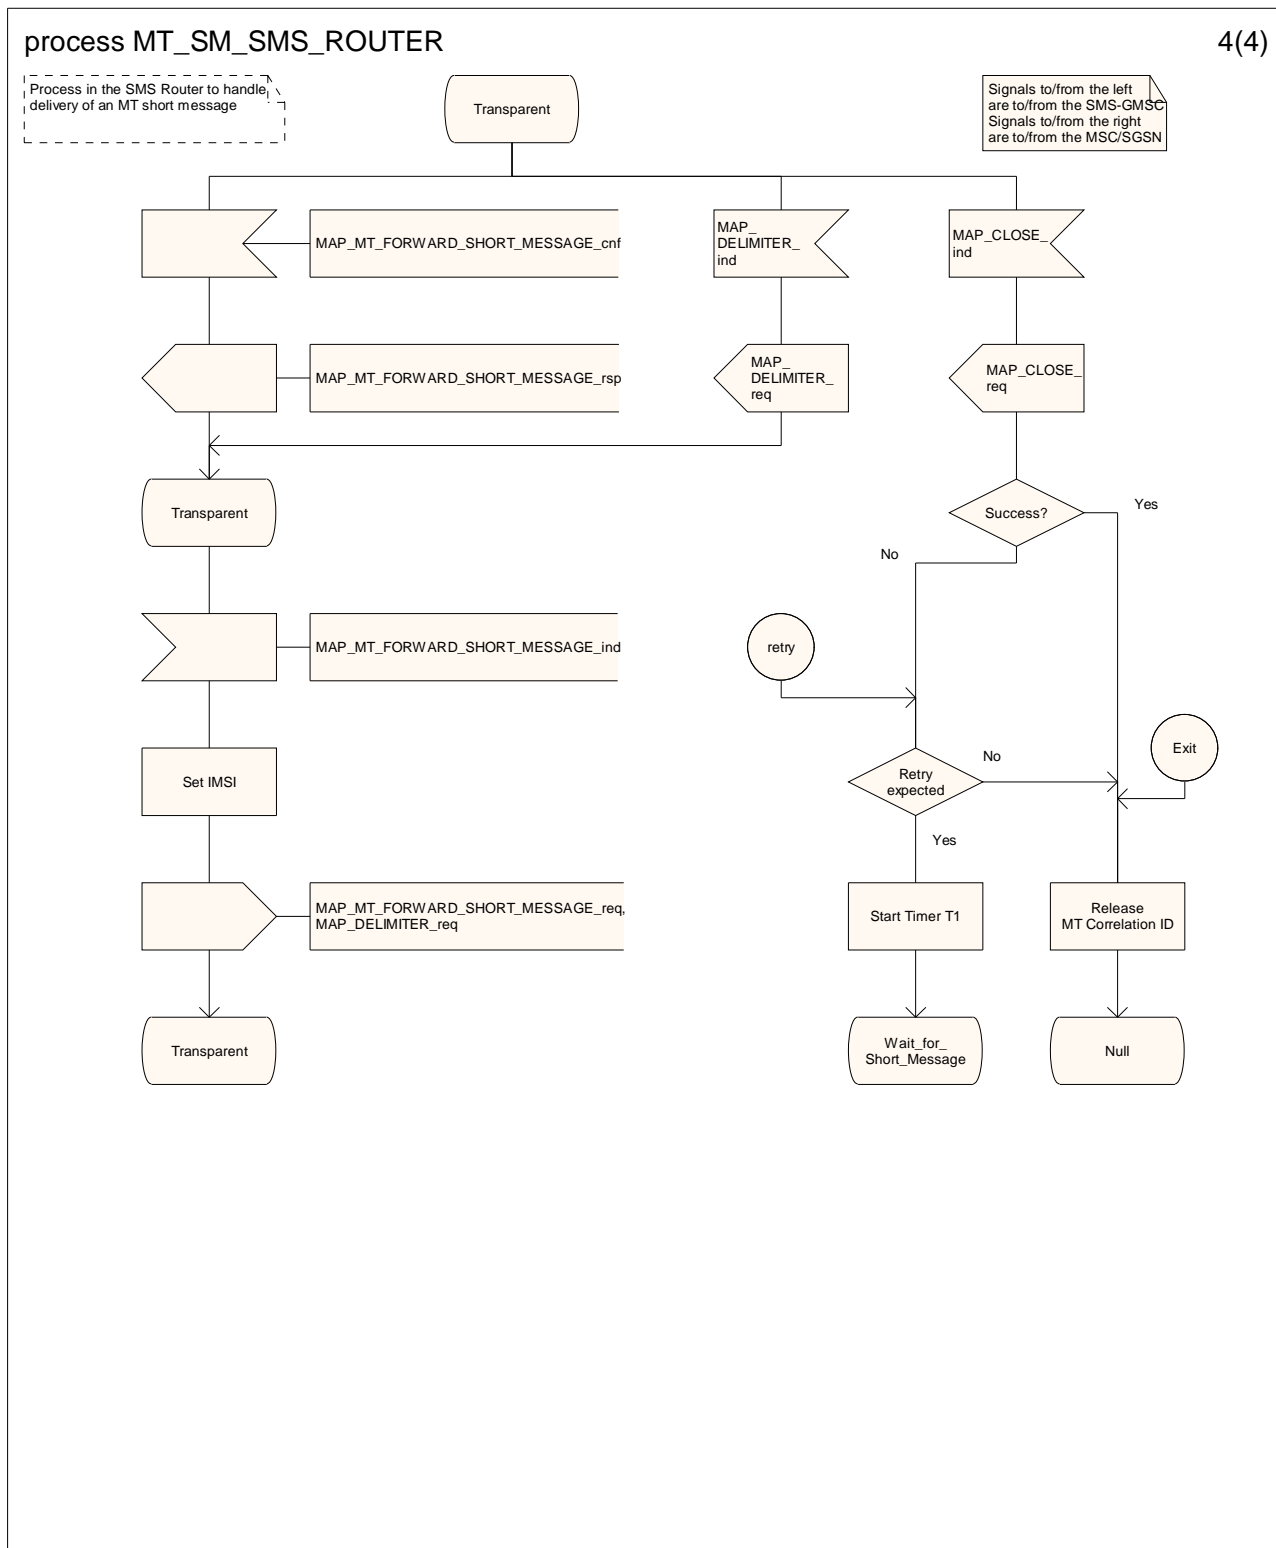 process MT_SM_SMS_ROUTER
4(4)
Process in the SMS Router to handle
delivery of an MT short message
Transparent
Signals to/from the left
are to/from the SMS-GMSC
Signals to/from the right
are to/from the MSC/SGSN
MAP_MT_FORWARD_SHORT_MESSAGE_cnf
MAP_
DELIMITER_
ind
MAP_CLOSE_
ind
MAP_MT_FORWARD_SHORT_MESSAGE_rsp
MAP_
DELIMITER_
req
MAP_CLOSE_
req
Transparent
Success?
Yes
No
MAP_MT_FORWARD_SHORT_MESSAGE_ind
retry
Set IMSI
Retry
expected
No
Exit
Yes
MAP_MT_FORWARD_SHORT_MESSAGE_req,
MAP_DELIMITER_req
Start Timer T1
Release
MT Correlation ID
Transparent
Wait_for_
Short_Message
Null